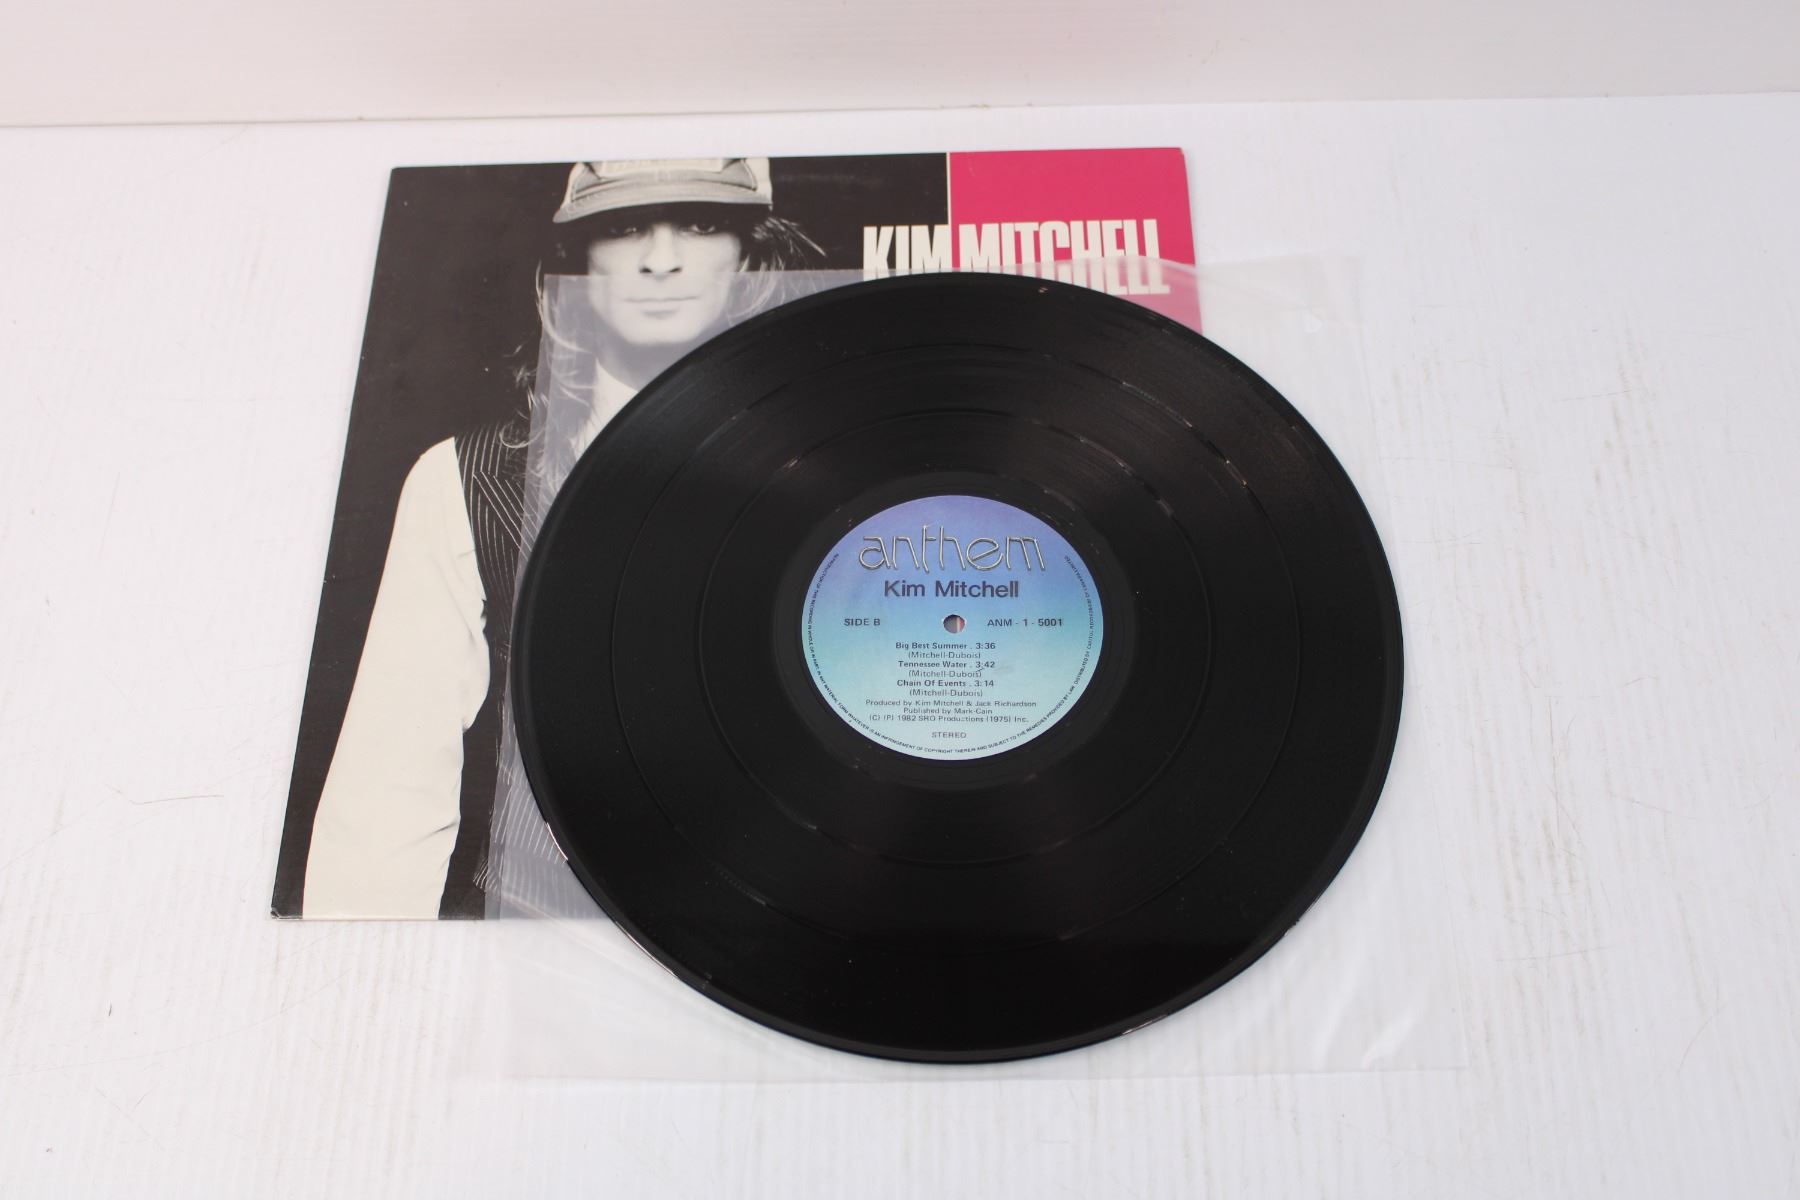 KIM MITCHELL
anthem
Kim Mitchell
SIDE B
ANM - 1 - 5001
Big Best Summer . 3:36
(Mitchell-Dubois)
Tennessee Water . 3:42
(Mitchell-Dubois)
Chain Of Events . 3:14
(Mitchell-Dubois)
Produced by Kim Mitchell & Jack Richardson
Published by Mark-Cain
(C) (P) 1982 SRO Productions (1975) Inc.
STEREO